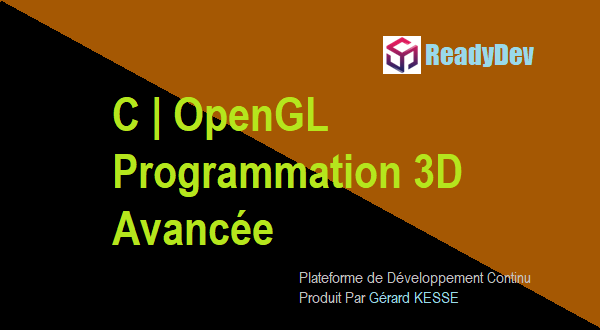 ReadyDev
C | OpenGL
Programmation 3D
Avancée
Plateforme de Développement Continu
Produit Par Gérard KESSE